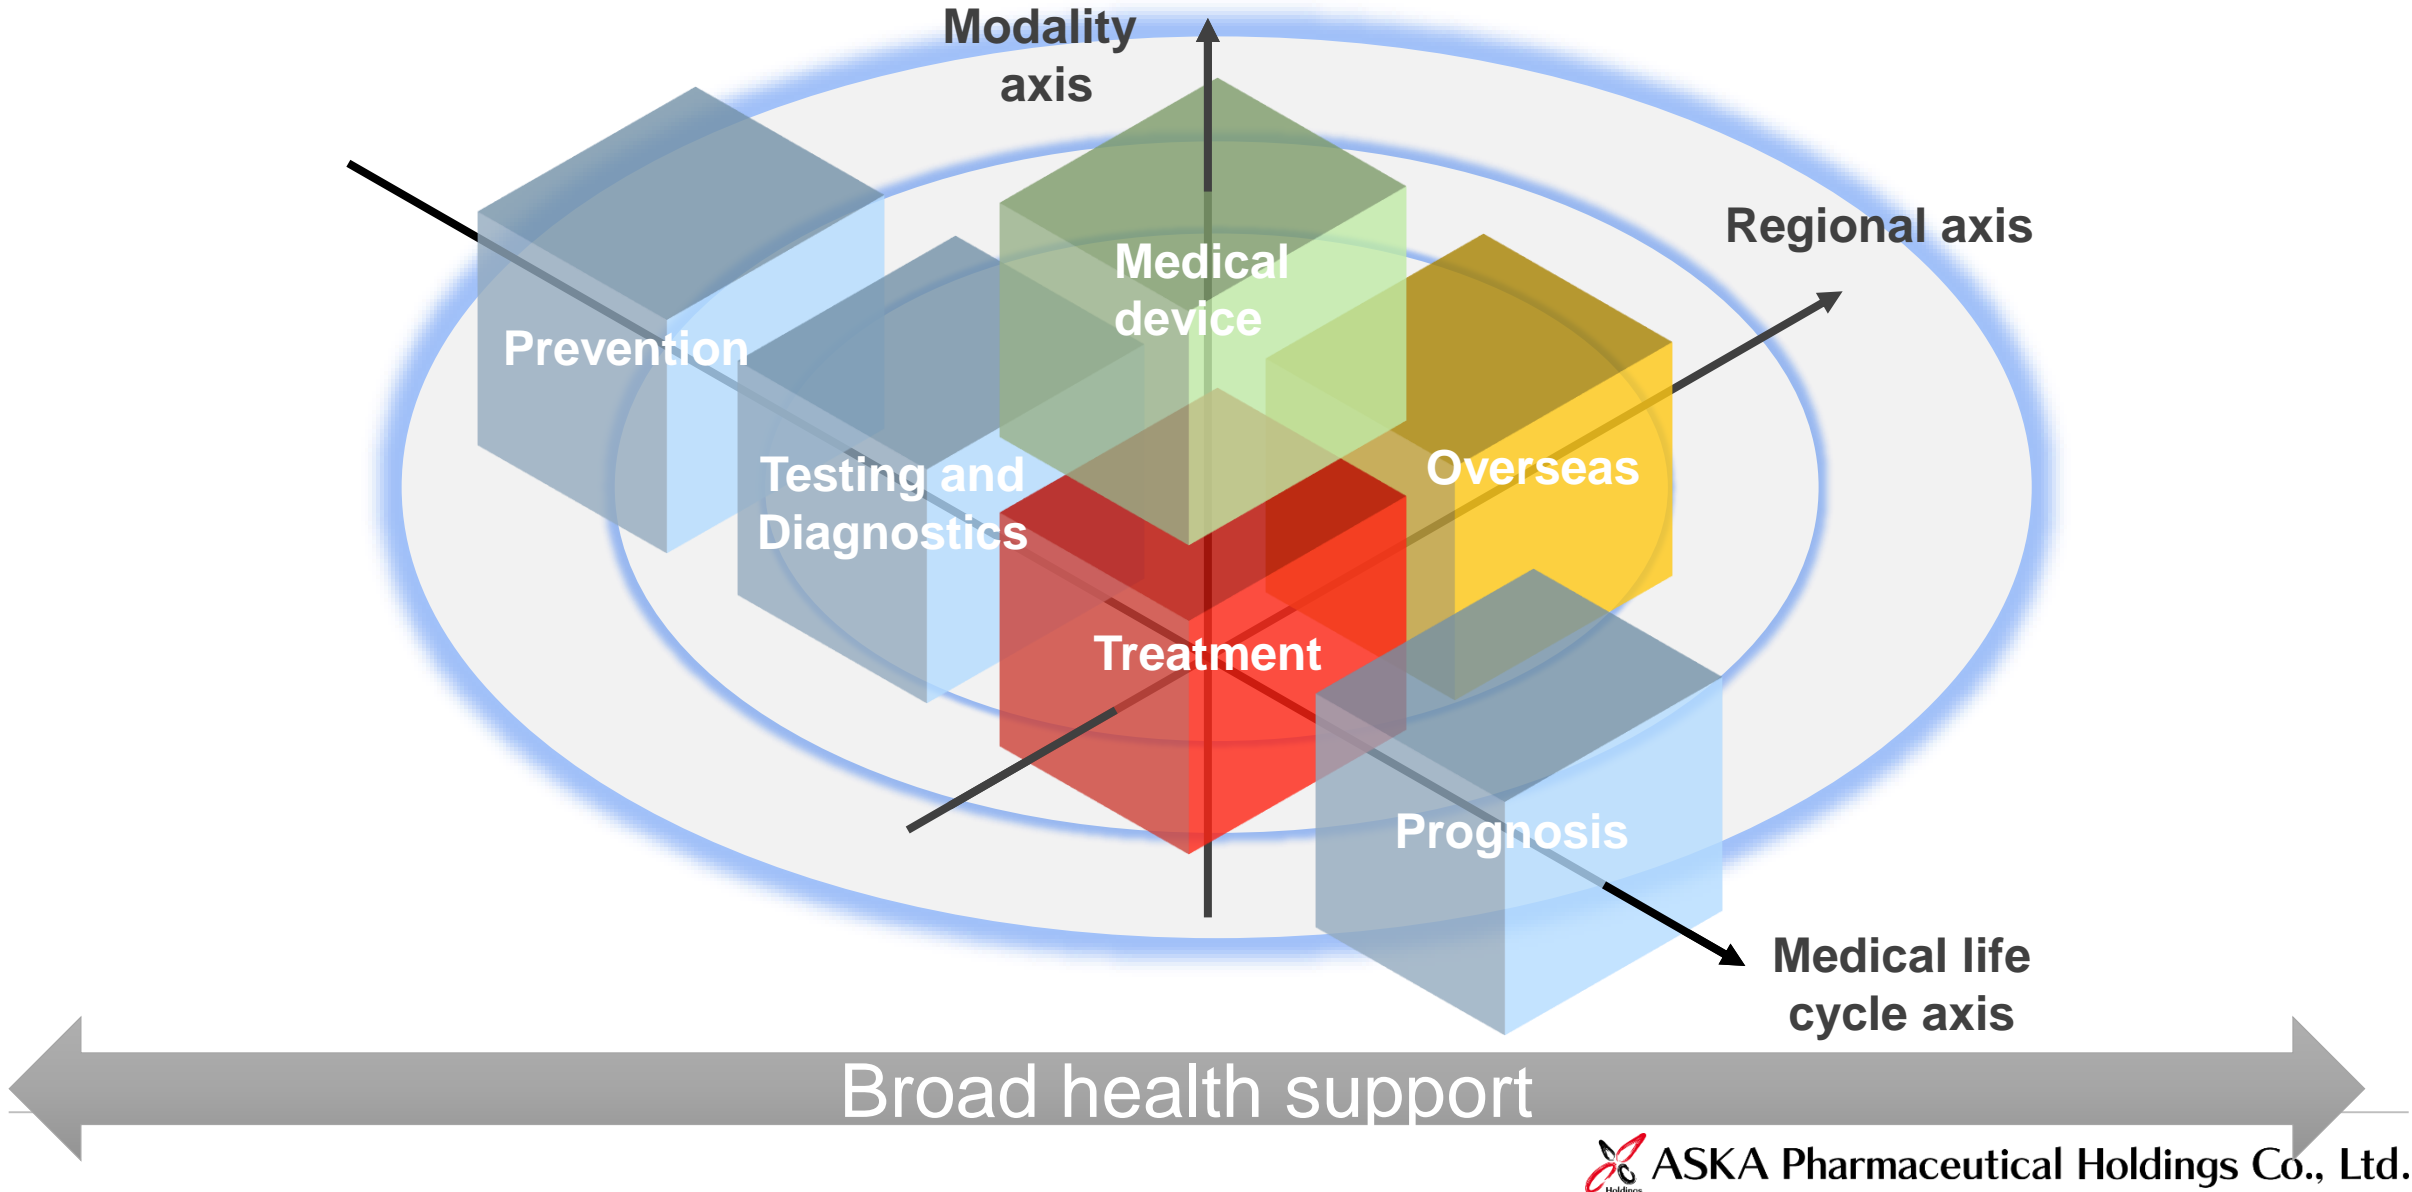 Modality
axis
Regional axis
Medical
device
Prevention
Overseas
Testing and
Diagnostics
Treatment
Prognosis
Medical life
cycle axis
Broad health support
Holdings
ASKA Pharmaceutical Holdings Co., Ltd.